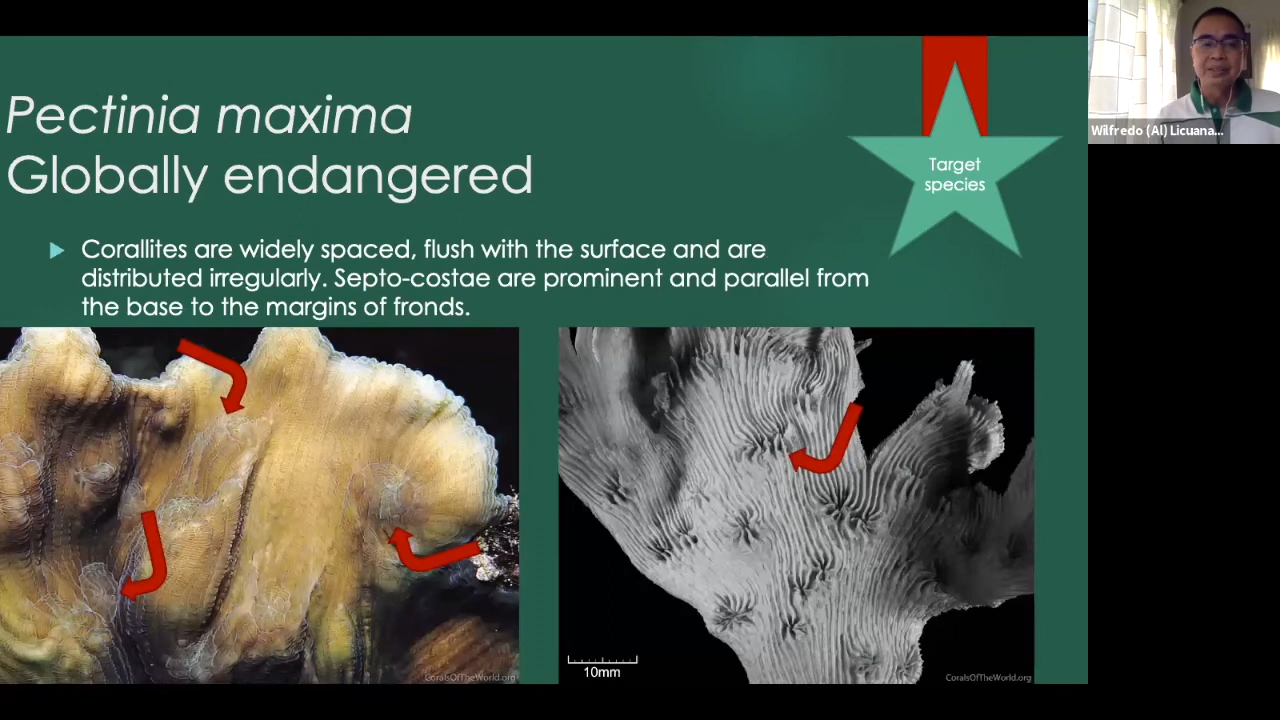 Pectinia maxima
Globally endangered
Target
species
Corallites are widely spaced, flush with the surface and are
distributed irregularly. Septo-costae are prominent and parallel from
the base to the margins of fronds.
10mm
CoralsOfTheWorld.org
CoralsOfTheWorld.org
Wilfredo (Al) Licuana...